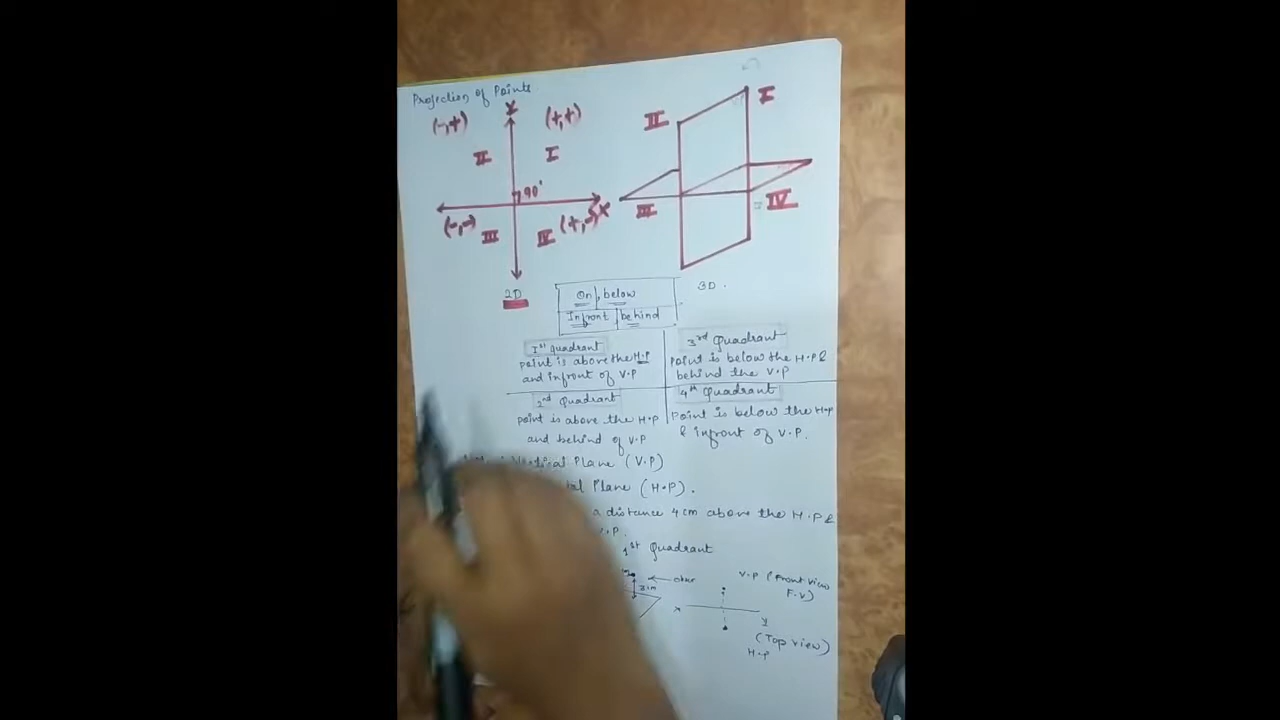 Projection of Points
Y
(-,+)
(+,+)
II
I
90°
X
(-,-)
III
IV
(+,-)
2D
I
II
III
IV
3D.
On, below
Infront behind
1st quadrant
point is above the H.P
and infront of V.P
3rd Quadrant
Point is below the H.P &
behind the V.P
2nd Quadrant
point is above the H.P
and behind of V.P
4th Quadrant
Point is below the H.P
& infront of V.P.
Plane (V.P)
Plane (H.P).
a distance 4cm above the H.P &
V.P.
1st Quadrant
V.P (Front View
F.V)
X
Y
(Top view)
H.P